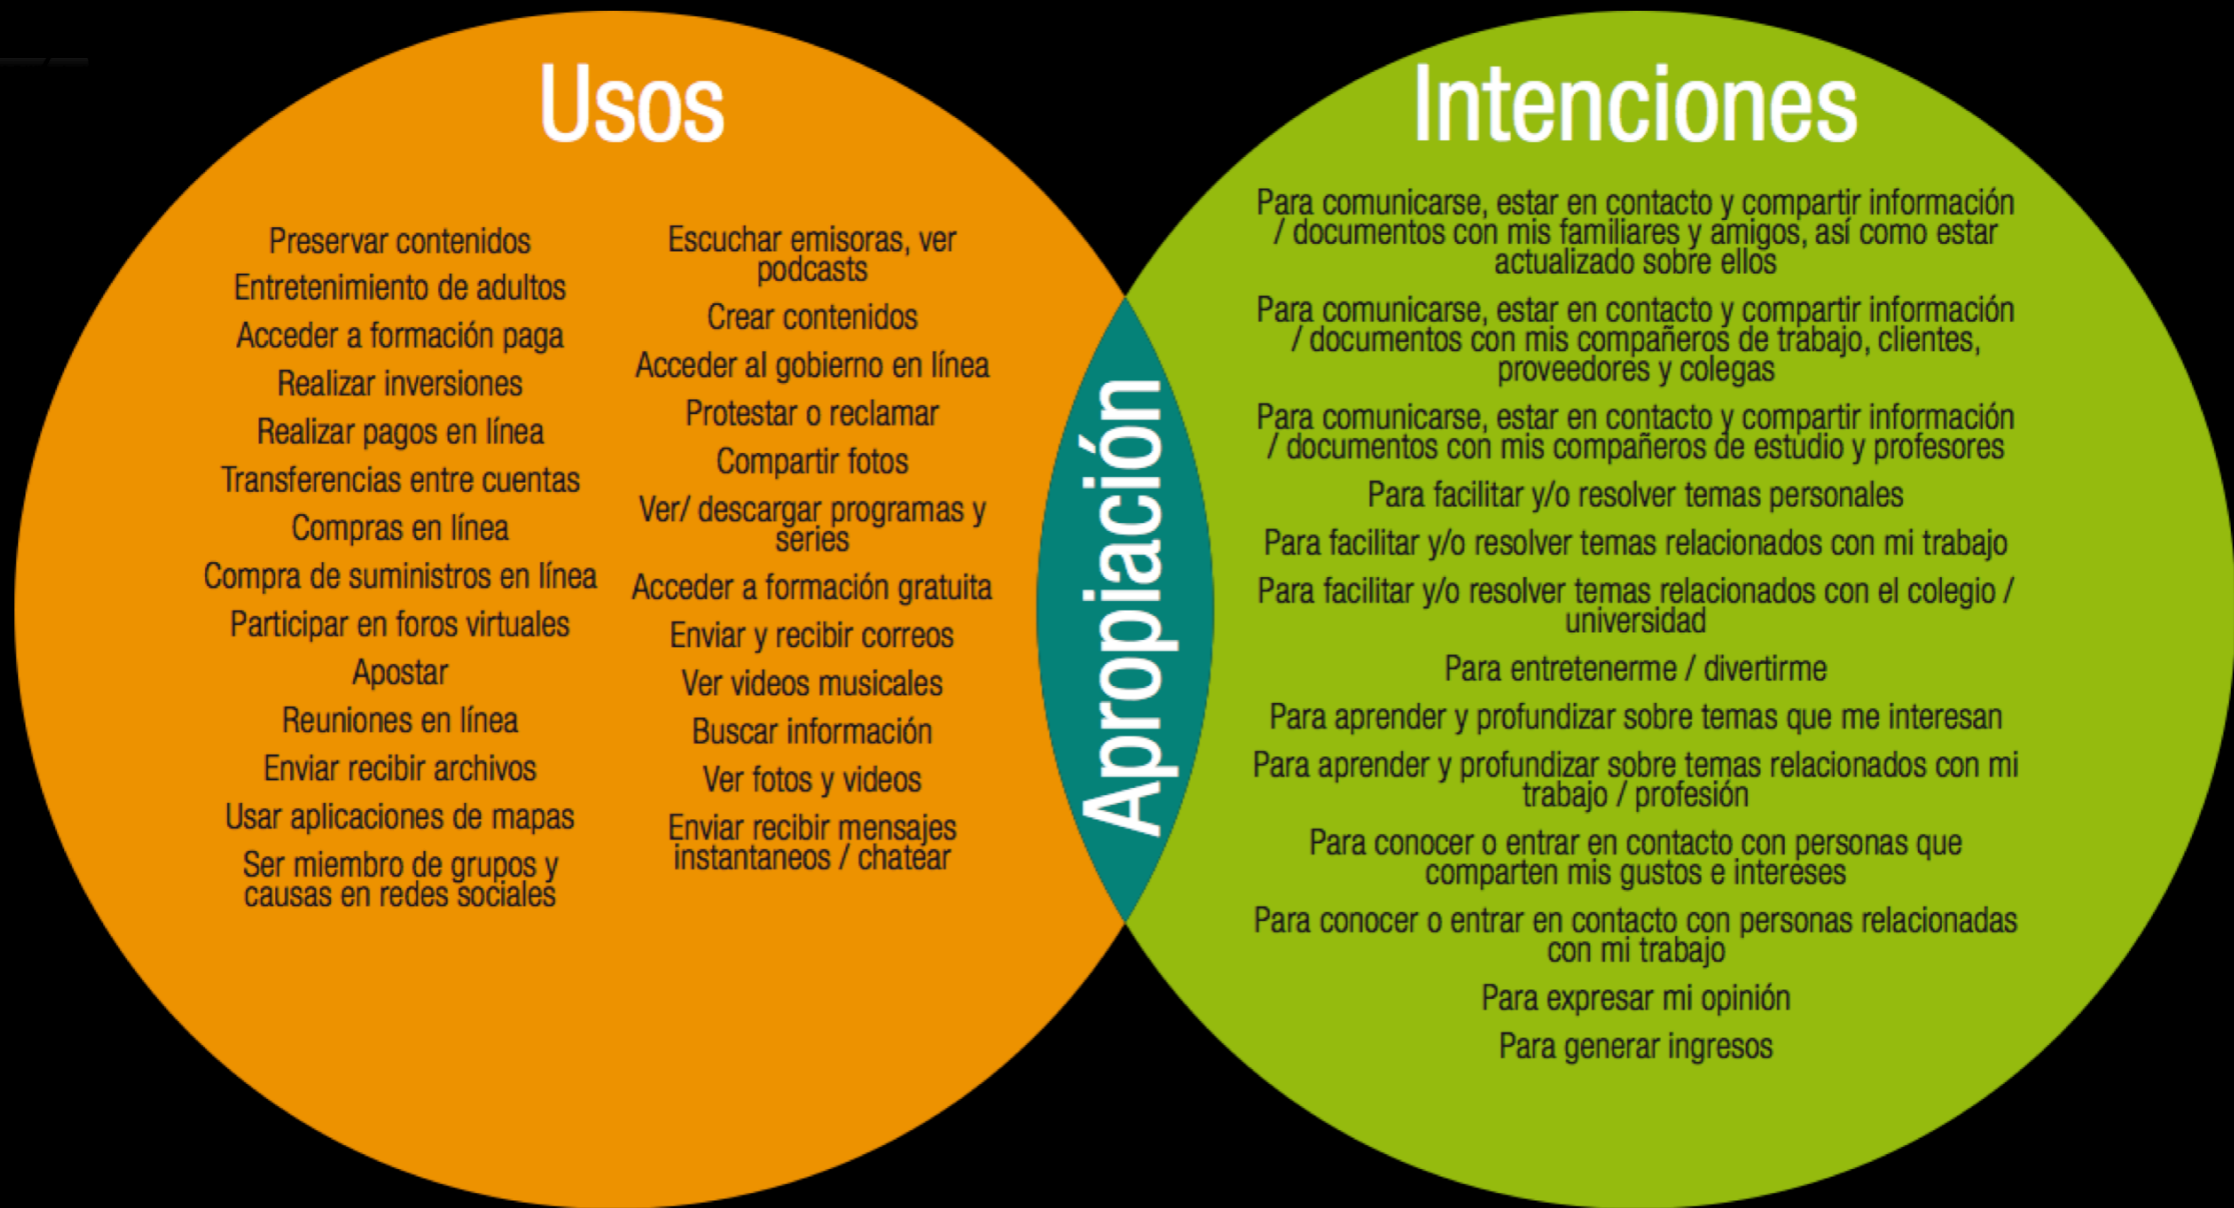 Usos
Preservar contenidos
Entretenimiento de adultos
Acceder a formación paga
Realizar inversiones
Realizar pagos en línea
Transferencias entre cuentas
Compras en línea
Compra de suministros en línea
Participar en foros virtuales
Apostar
Reuniones en línea
Enviar recibir archivos
Usar aplicaciones de mapas
Ser miembro de grupos y
causas en redes sociales
Escuchar emisoras, ver
podcasts
Crear contenidos
Acceder al gobierno en línea
Protestar o reclamar
Compartir fotos
Ver/ descargar programas y
series
Acceder a formación gratuita
Enviar y recibir correos
Ver videos musicales
Buscar información
Ver fotos y videos
Enviar recibir mensajes
instantaneos / chatear
Apropiación
Intenciones
Para comunicarse, estar en contacto y compartir información
/ documentos con mis familiares y amigos, así como estar
actualizado sobre ellos
Para comunicarse, estar en contacto y compartir información
/ documentos con mis compañeros de trabajo, clientes,
proveedores y colegas
Para comunicarse, estar en contacto y compartir información
/ documentos con mis compañeros de estudio y profesores
Para facilitar y/o resolver temas personales
Para facilitar y/o resolver temas relacionados con mi trabajo
Para facilitar y/o resolver temas relacionados con el colegio /
universidad
Para entretenerme / divertirme
Para aprender y profundizar sobre temas que me interesan
Para aprender y profundizar sobre temas relacionados con mi
trabajo / profesión
Para conocer o entrar en contacto con personas que
comparten mis gustos e intereses
Para conocer o entrar en contacto con personas relacionadas
con mi trabajo
Para expresar mi opinión
Para generar ingresos